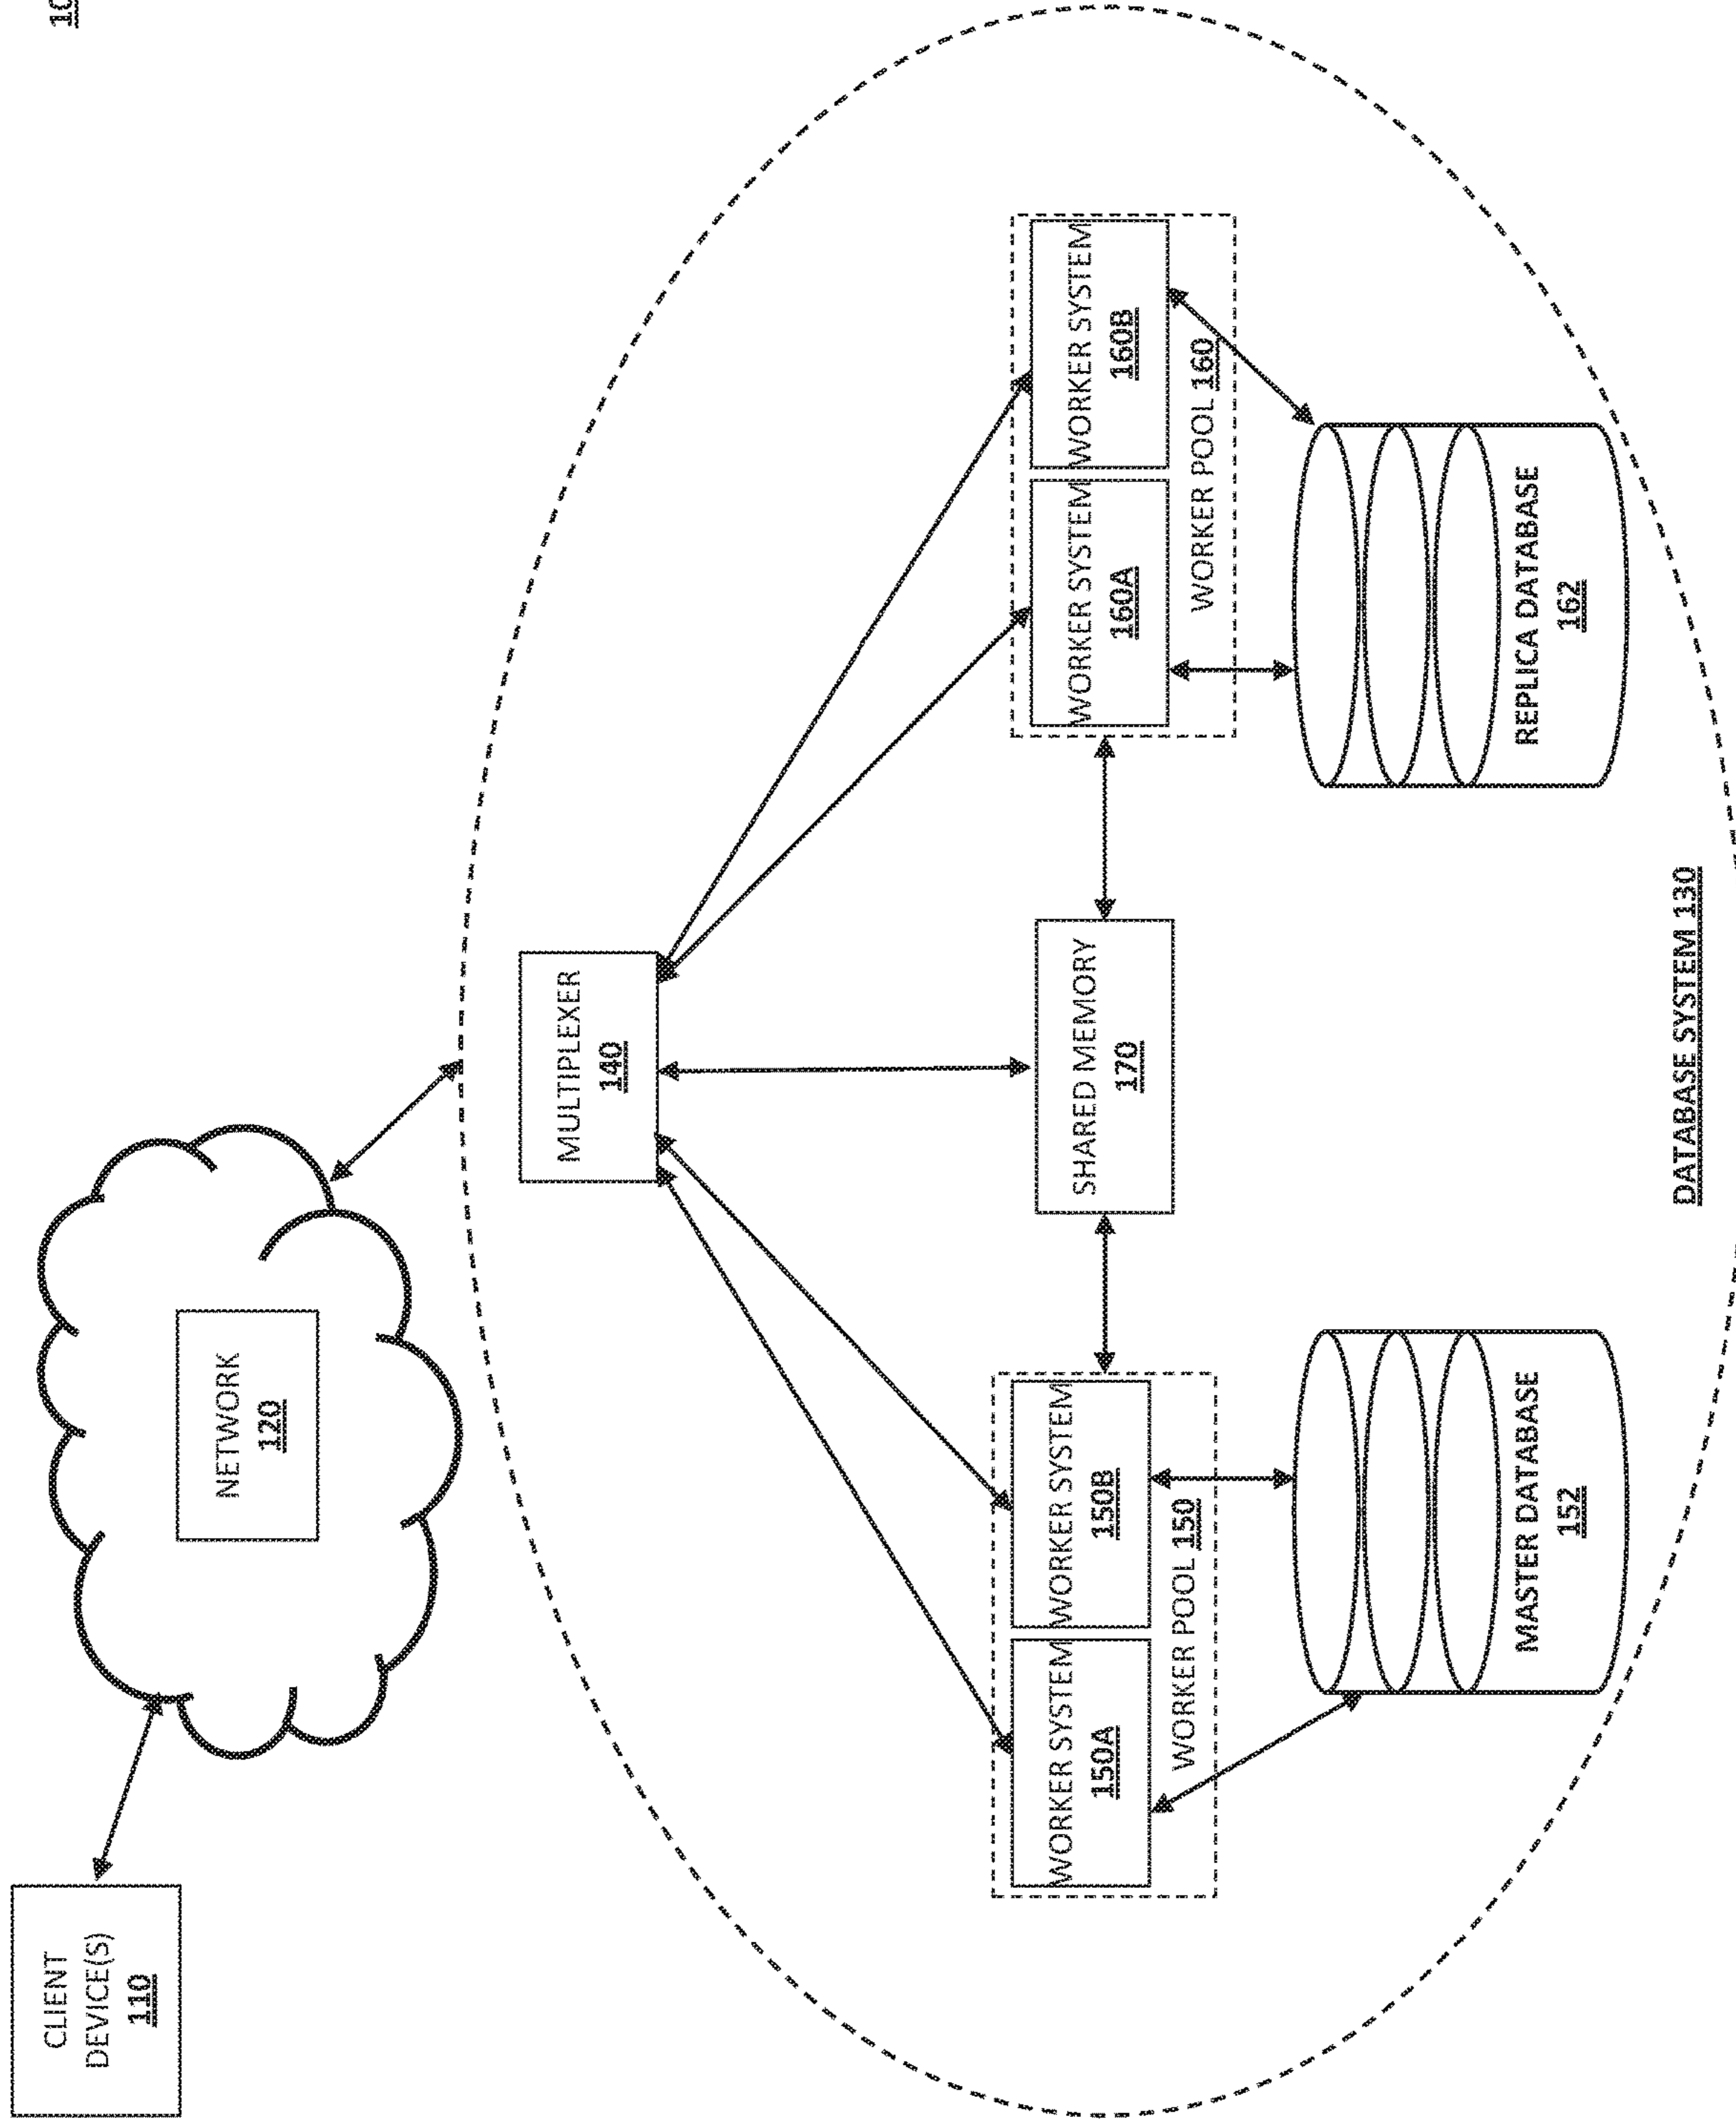 CLIENT
DEVICE(S)
110
NETWORK
120
MULTIPLEXER
140
WORKER SYSTEM
150A
WORKER SYSTEM
150B
WORKER POOL 150
SHARED MEMORY
170
WORKER SYSTEM
160A
WORKER SYSTEM
160B
WORKER POOL 160
MASTER DATABASE
152
REPLICA DATABASE
162
DATABASE SYSTEM 130